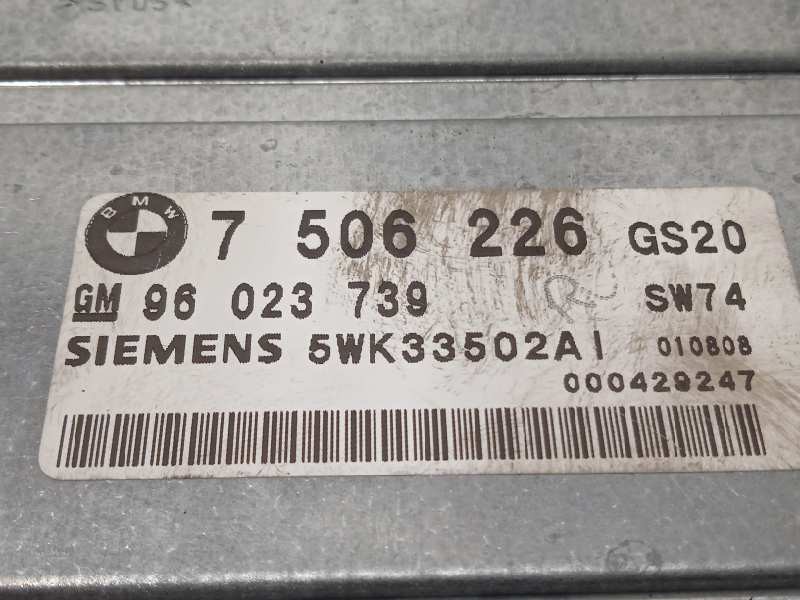 BMW 7 506 226 GS20
GM 96 023 739 SW74
SIEMENS 5WK33502AI 010808
000429247